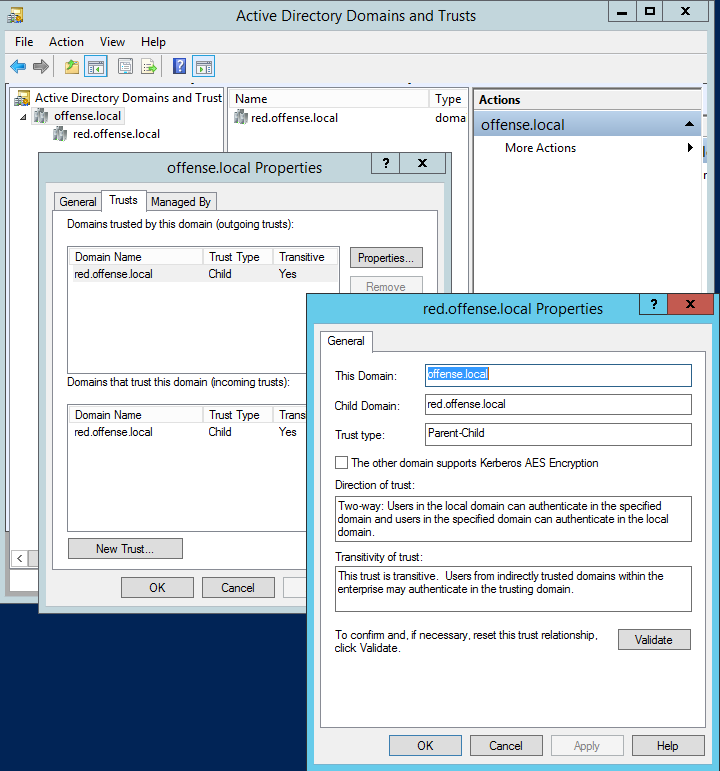 Active Directory Domains and Trusts
File Action View Help
Active Directory Domains and Trust
offense.local
red.offense.local
Name Type
red.offense.local doma
Actions
offense.local
More Actions
offense.local Properties
? X
General Trusts Managed By
Domains trusted by this domain (outgoing trusts):
Domain Name Trust Type Transitive
red.offense.local Child Yes
Properties...
Remove
Domains that trust this domain (incoming trusts):
Domain Name Trust Type Transi
red.offense.local Child Yes
New Trust...
OK Cancel
red.offense.local Properties
? X
General
This Domain: offense.local
Child Domain: red.offense.local
Trust type: Parent-Child
The other domain supports Kerberos AES Encryption
Direction of trust:
Two-way: Users in the local domain can authenticate in the specified
domain and users in the specified domain can authenticate in the local
domain.
Transitivity of trust:
This trust is transitive. Users from indirectly trusted domains within the
enterprise may authenticate in the trusting domain.
To confirm and, if necessary, reset this trust relationship,
click Validate.
Validate
OK Cancel Apply Help